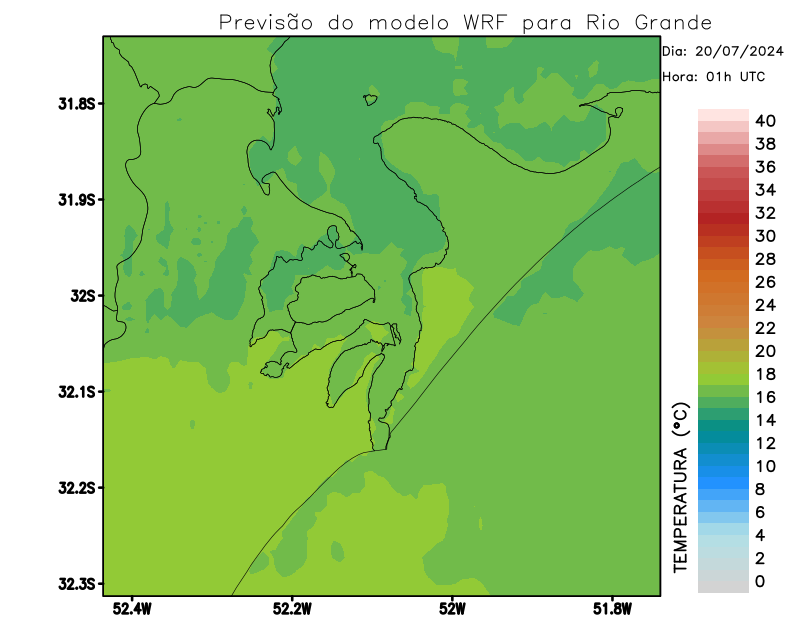 Previsão do modelo WRF para Rio Grande
Dia: 20/07/2024
Hora: 01h UTC
31.8S
31.9S
32S
32.1S
32.2S
32.3S
52.4W
52.2W
52W
51.8W
TEMPERATURA (°C)
40
38
36
34
32
30
28
26
24
22
20
18
16
14
12
10
8
6
4
2
0